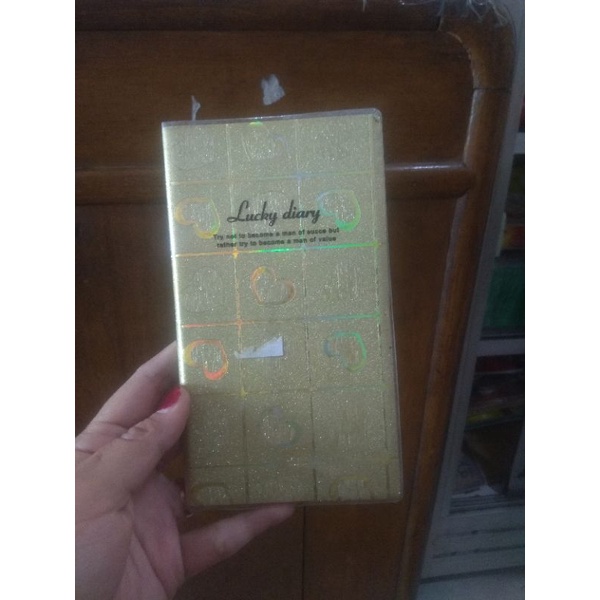 Lucky diary
Try not to become a man of succe but
rather try to become a man of value